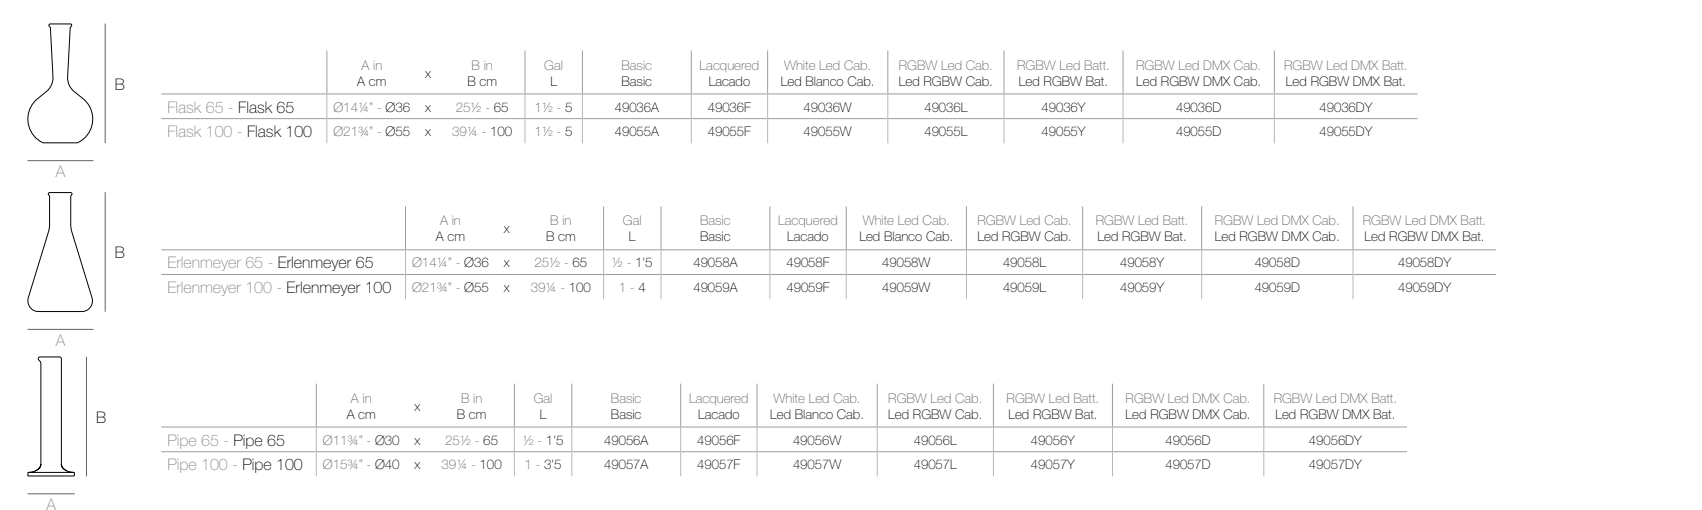 B
A in x B in Gal Basic Lacquered White Led Cab. RGBW Led Cab. RGBW Led Batt. RGBW Led DMX Cab. RGBW Led DMX Batt.
A cm B cm L Basic Lacado Led Blanco Cab. Led RGBW Cab. Led RGBW Bat. Led RGBW DMX Cab. Led RGBW DMX Bat.
Flask 65 - Flask 65 Ø14¼" - Ø36 x 25½ - 65 1½ - 5 49036A 49036F 49036W 49036L 49036Y 49036D 49036DY
Flask 100 - Flask 100 Ø21¾" - Ø55 x 39¼ - 100 1½ - 5 49055A 49055F 49055W 49055L 49055Y 49055D 49055DY
A
B
A in x B in Gal Basic Lacquered White Led Cab. RGBW Led Cab. RGBW Led Batt. RGBW Led DMX Cab. RGBW Led DMX Batt.
A cm B cm L Basic Lacado Led Blanco Cab. Led RGBW Cab. Led RGBW Bat. Led RGBW DMX Cab. Led RGBW DMX Bat.
Erlenmeyer 65 - Erlenmeyer 65 Ø14¼" - Ø36 x 25½ - 65 ½ - 1'5 49058A 49058F 49058W 49058L 49058Y 49058D 49058DY
Erlenmeyer 100 - Erlenmeyer 100 Ø21¾" - Ø55 x 39¼ - 100 1 - 4 49059A 49059F 49059W 49059L 49059Y 49059D 49059DY
A
B
A in x B in Gal Basic Lacquered White Led Cab. RGBW Led Cab. RGBW Led Batt. RGBW Led DMX Cab. RGBW Led DMX Batt.
A cm B cm L Basic Lacado Led Blanco Cab. Led RGBW Cab. Led RGBW Bat. Led RGBW DMX Cab. Led RGBW DMX Bat.
Pipe 65 - Pipe 65 Ø11¾" - Ø30 x 25½ - 65 ½ - 1'5 49056A 49056F 49056W 49056L 49056Y 49056D 49056DY
Pipe 100 - Pipe 100 Ø15¾" - Ø40 x 39¼ - 100 1 - 3'5 49057A 49057F 49057W 49057L 49057Y 49057D 49057DY
A